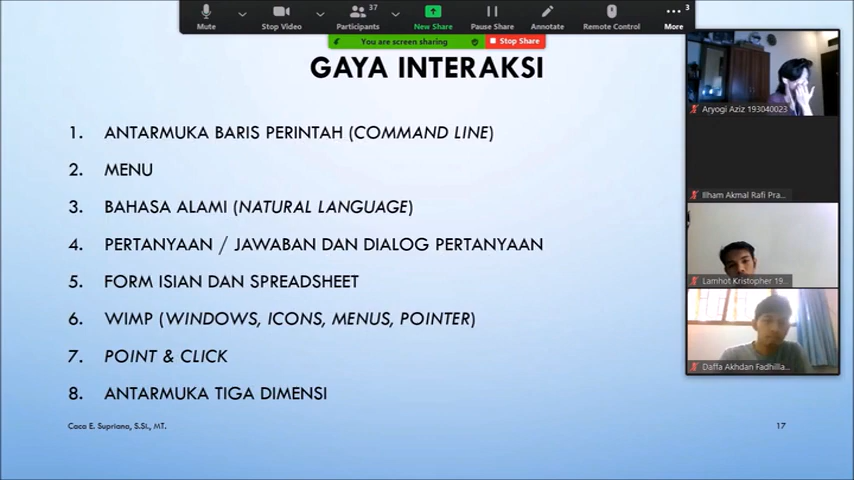 37
3
Mute
Stop Video
Participants
New Share
Pause Share
Annotate
Remote Control
More
You are screen sharing
Stop Share
GAYA INTERAKSI
1. ANTARMUKA BARIS PERINTAH (COMMAND LINE)
2. MENU
3. BAHASA ALAMI (NATURAL LANGUAGE)
4. PERTANYAAN / JAWABAN DAN DIALOG PERTANYAAN
5. FORM ISIAN DAN SPREADSHEET
6. WIMP (WINDOWS, ICONS, MENUS, POINTER)
7. POINT & CLICK
8. ANTARMUKA TIGA DIMENSI
Caca E. Supriana, S.Si., MT.
17
Aryogi Aziz 193040023
Ilham Akmal Rafi Pra...
Lamhot Kristopher 19...
Daffa Akhdan Fadhilla...